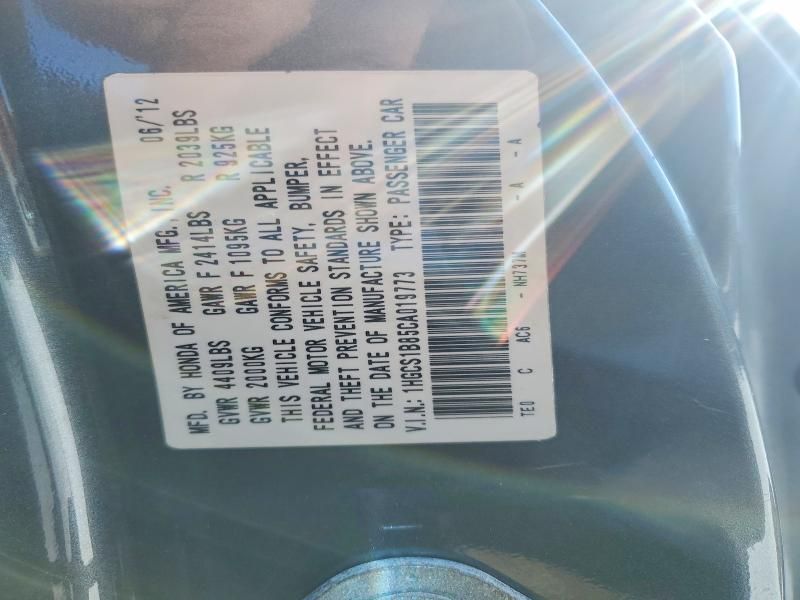 MFD. BY HONDA OF AMERICA MFG., INC. 06/'12
GVWR 4409LBS GAWR F 2414LBS R 2039LBS
GVWR 2000KG GAWR F 1095KG R 925KG
THIS VEHICLE CONFORMS TO ALL APPLICABLE
FEDERAL MOTOR VEHICLE SAFETY, BUMPER,
AND THEFT PREVENTION STANDARDS IN EFFECT
ON THE DATE OF MANUFACTURE SHOWN ABOVE.
V.I.N.: 1HGCS1B85CA019773 TYPE: PASSENGER CAR
TE0 C AC6 - NH737M - A - A